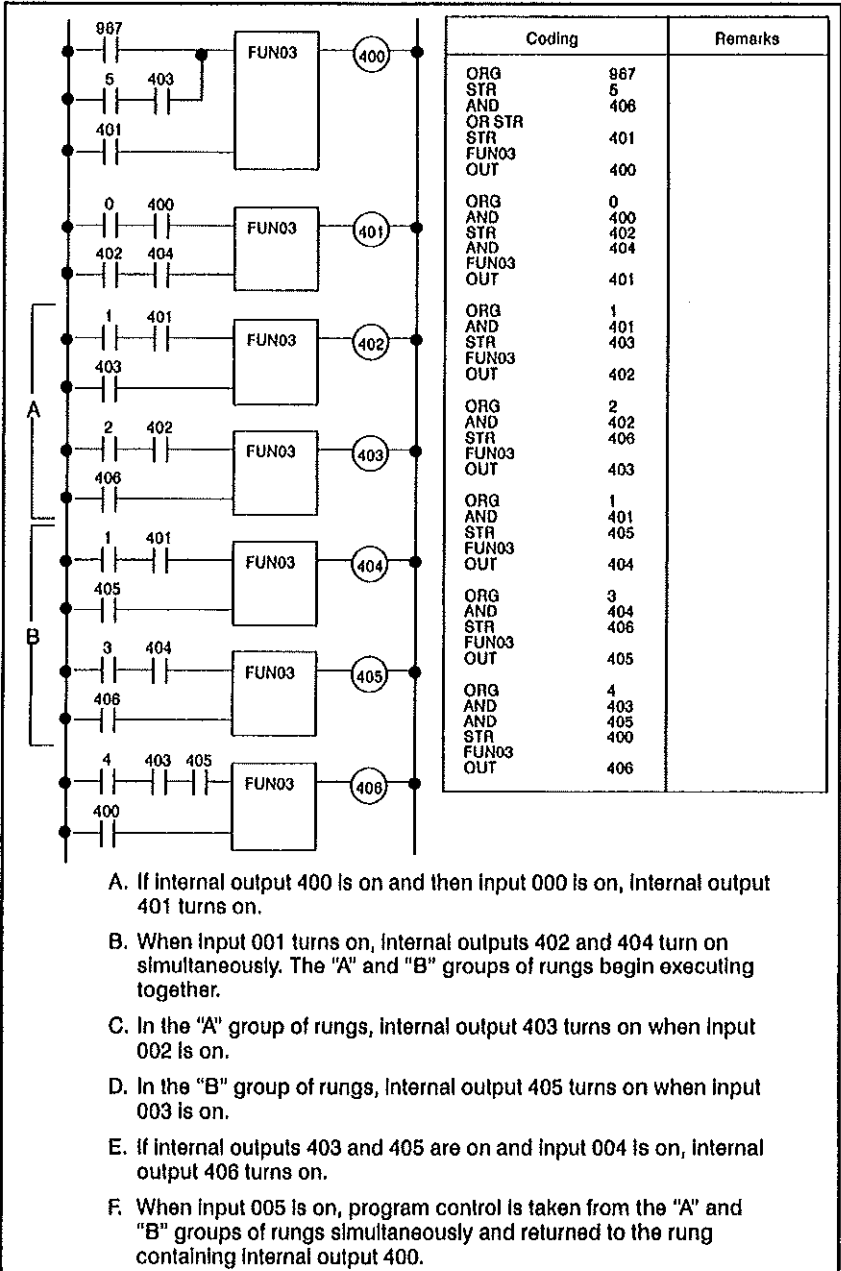 967
FUN03
400
5 403
401
0 400
FUN03
401
402 404
1 401
FUN03
402
403
A
2 402
FUN03
403
406
1 401
FUN03
404
405
B
3 404
FUN03
405
406
4 403 405
FUN03
406
400
Coding Remarks
ORG 967
STR 5
AND 406
OR STR
STR 401
FUN03
OUT 400
ORG 0
AND 400
STR 402
AND 404
FUN03
OUT 401
ORG 1
AND 401
STR 403
FUN03
OUT 402
ORG 2
AND 402
STR 406
FUN03
OUT 403
ORG 1
AND 401
STR 405
FUN03
OUT 404
ORG 3
AND 404
STR 406
FUN03
OUT 405
ORG 4
AND 403
AND 405
STR 400
FUN03
OUT 406
A. If internal output 400 is on and then input 000 is on, internal output
401 turns on.
B. When input 001 turns on, internal outputs 402 and 404 turn on
simultaneously. The "A" and "B" groups of rungs begin executing
together.
C. In the "A" group of rungs, internal output 403 turns on when input
002 is on.
D. In the "B" group of rungs, internal output 405 turns on when input
003 is on.
E. If internal outputs 403 and 405 are on and input 004 is on, internal
output 406 turns on.
F. When input 005 is on, program control is taken from the "A" and
"B" groups of rungs simultaneously and returned to the rung
containing internal output 400.